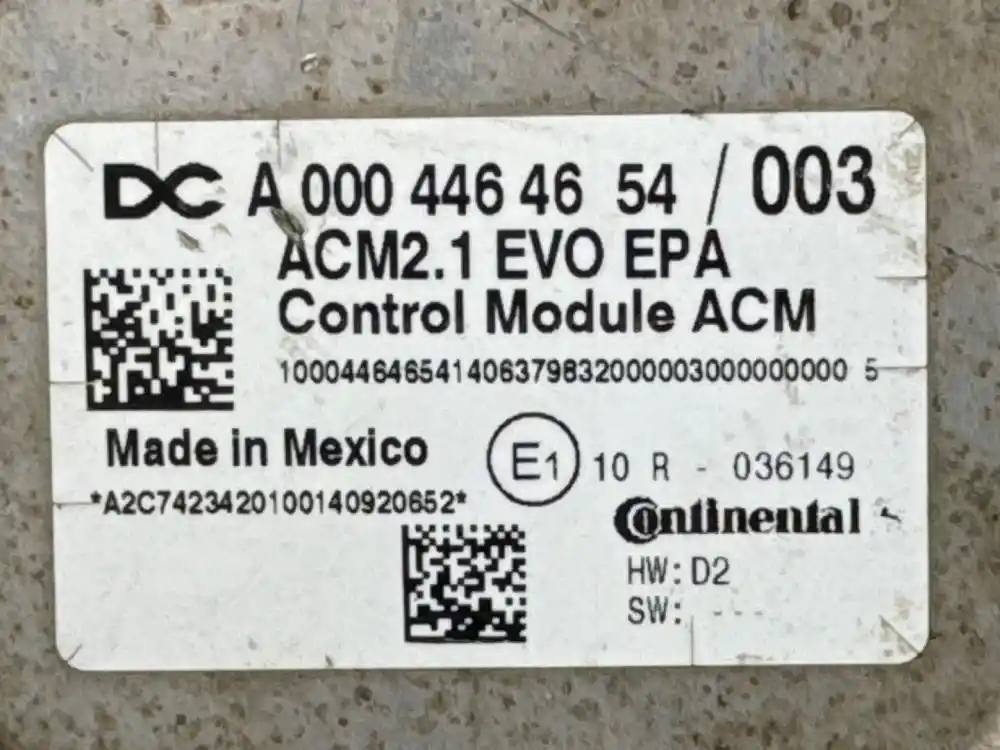 DC A 000 446 46 54 / 003
ACM2.1 EVO EPA
Control Module ACM
10004464654140637983200000300000000 5
Made in Mexico
E1 10 R - 036149
*A2C7423420100140920652*
Continental
HW: D2
SW: ---